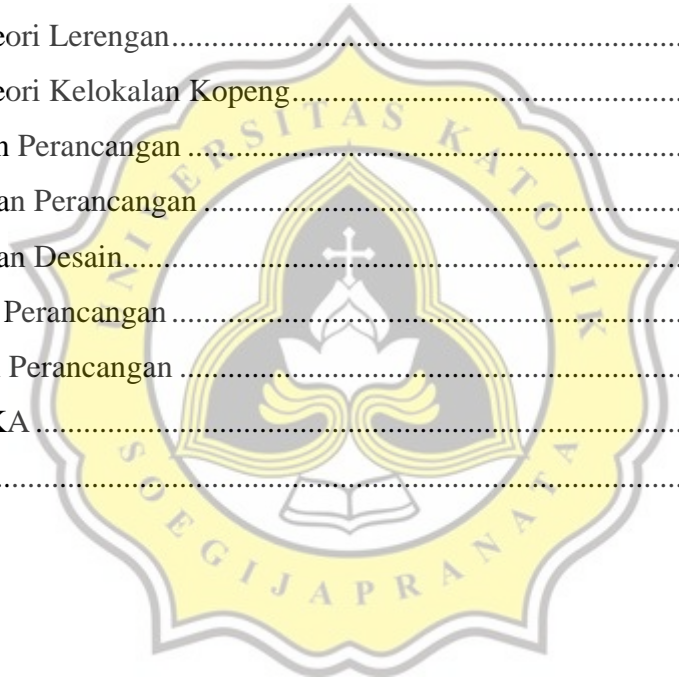 eori Lerengan
eori Kelokalan Kopeng
n Perancangan
an Perancangan
an Desain
Perancangan
Perancangan
KA
UNIVERSITAS KATOLIK
SOEGIJAPRANATA